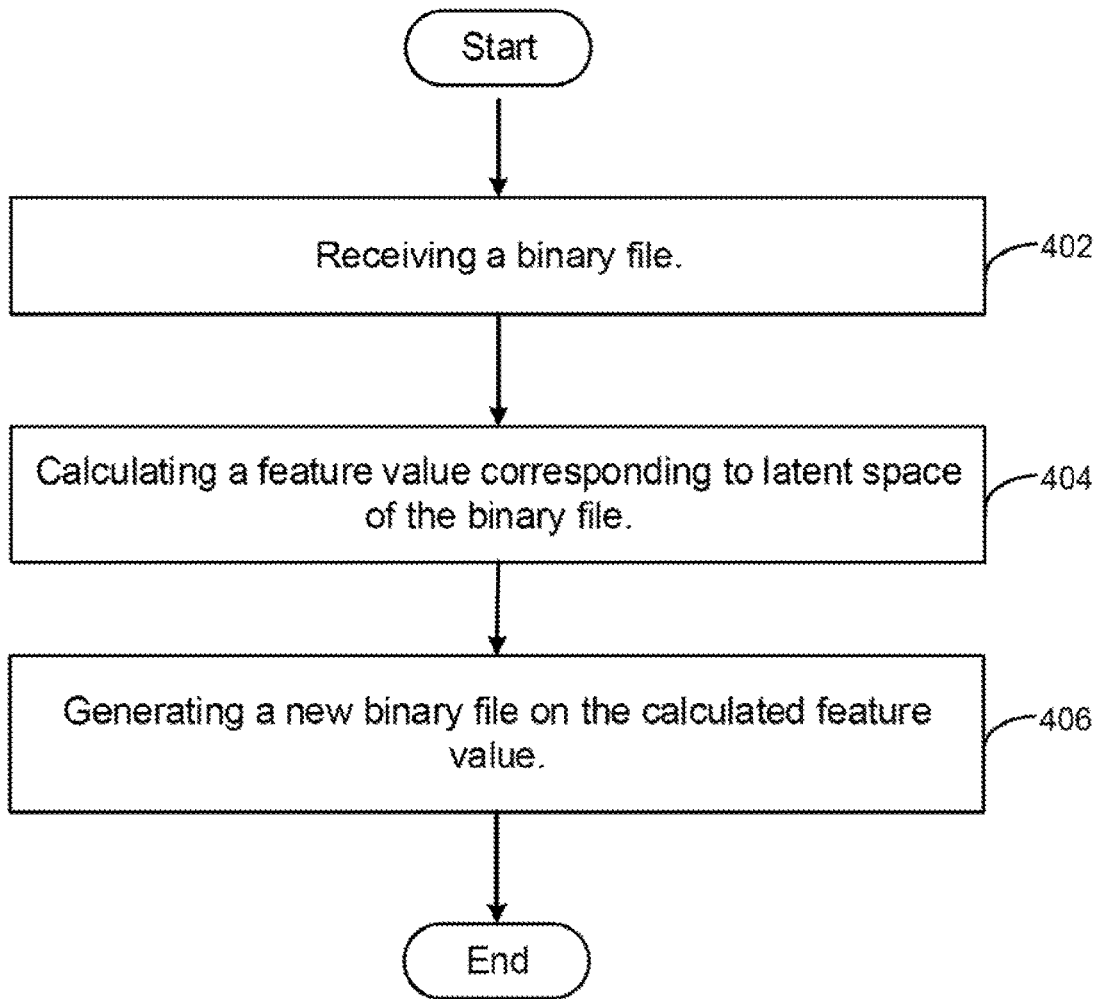 Start
Receiving a binary file.
402
Calculating a feature value corresponding to latent space
of the binary file.
404
Generating a new binary file on the calculated feature
value.
406
End